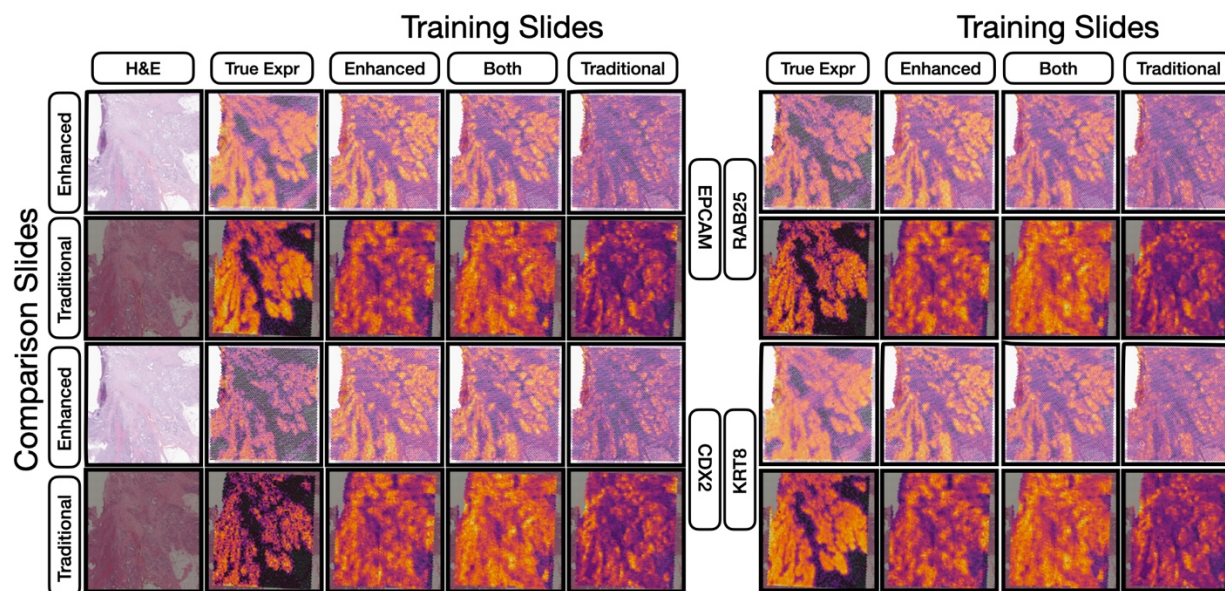 Training Slides
Training Slides
H&E
True Expr
Enhanced
Both
Traditional
True Expr
Enhanced
Both
Traditional
Comparison Slides
Enhanced
Traditional
Enhanced
Traditional
EPCAM
RAB25
CDX2
KRT8